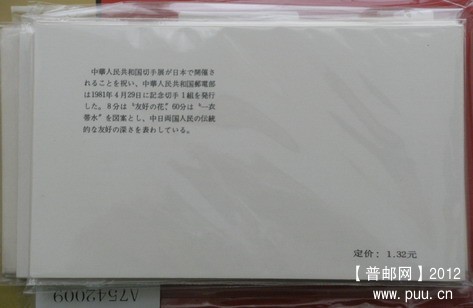 中華人民共和国切手展が日本で開催さ
れることを祝い、中華人民共和国郵電部
は1981年4月29日に記念切手1組を発行
した。8分は〝友好の花〟60分は〝一衣
帯水〟を図案とし、中日両国人民の伝統
的な友好の深さを表わしている。
定价：1.32元
A7542009
【普邮网】2012
www.puu.cn